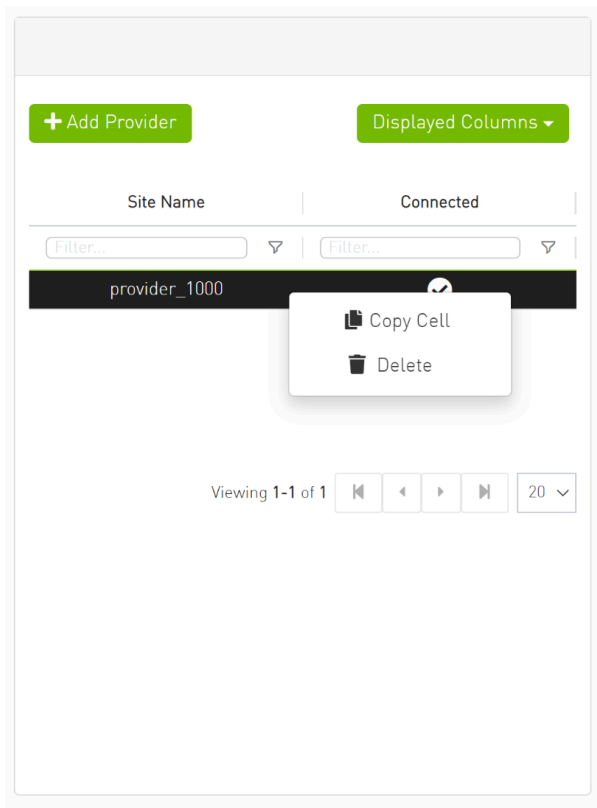 Add Provider
Displayed Columns
Site Name
Connected
Filter...
Filter...
provider_1000
Copy Cell
Delete
Viewing 1-1 of 1
20